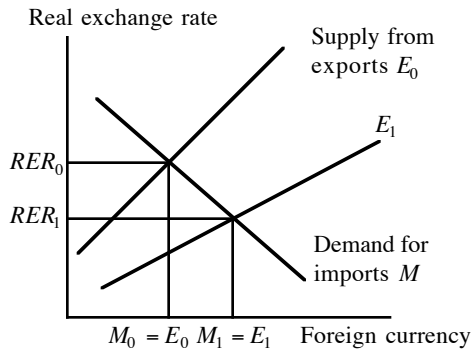 Real exchange rate
Supply from
exports E₀
E₁
RER₀
RER₁
Demand for
imports M
M₀ = E₀ M₁ = E₁ Foreign currency